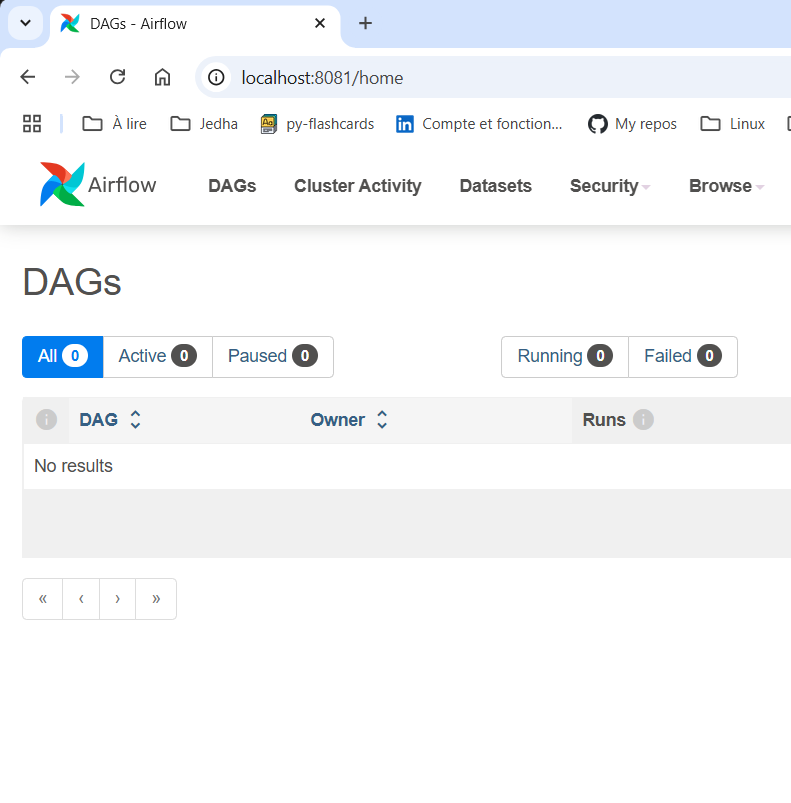 DAGs - Airflow
localhost:8081/home
À lire Jedha py-flashcards Compte et fonction... My repos Linux
Airflow DAGs Cluster Activity Datasets Security Browse
DAGs
All 0 Active 0 Paused 0 Running 0 Failed 0
DAG Owner Runs
No results
« ‹ › »